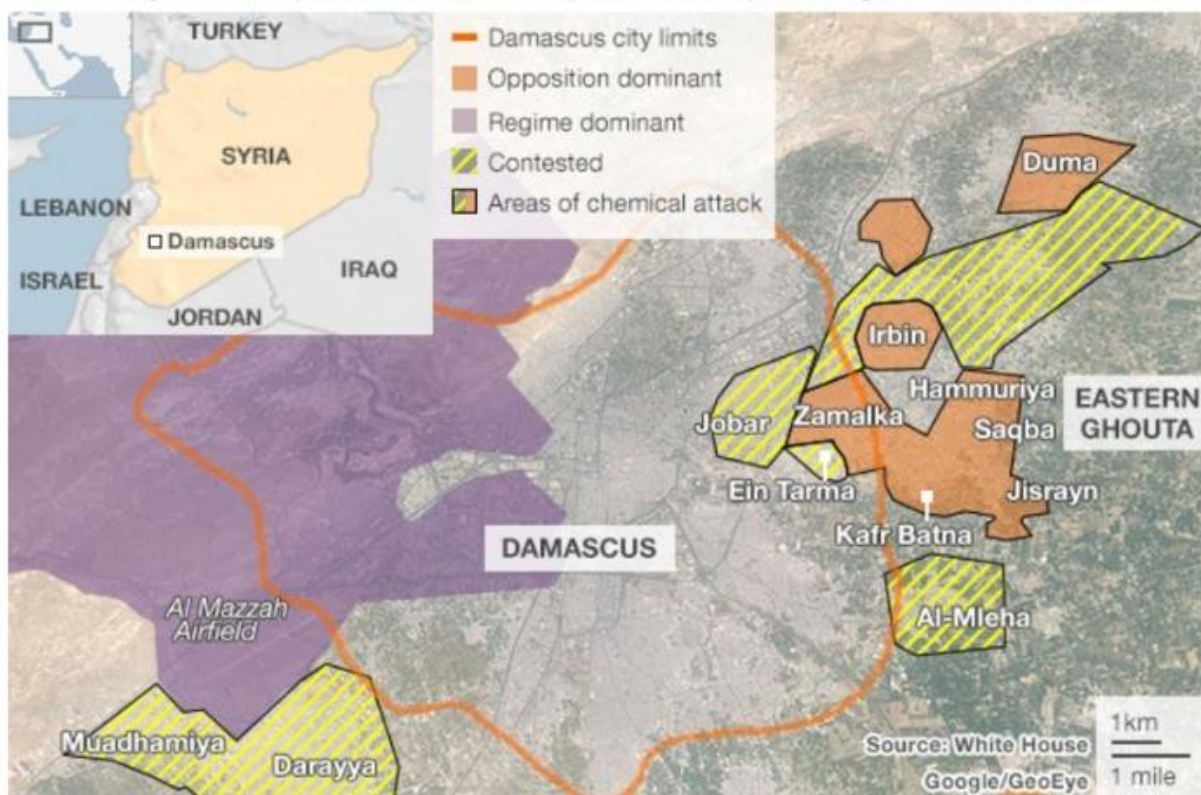 TURKEY
SYRIA
LEBANON
Damascus
ISRAEL
IRAQ
JORDAN
Damascus city limits
Opposition dominant
Regime dominant
Contested
Areas of chemical attack
Duma
Irbin
Hammuriya
EASTERN
GHOUTA
Zamalka
Jobar
Saqba
Ein Tarma
Jisrayn
Kafr Batna
DAMASCUS
Al Mazzah
Airfield
Al-Mleha
Muadhamiya
Darayya
Source: White House
Google/GeoEye
1km
1 mile